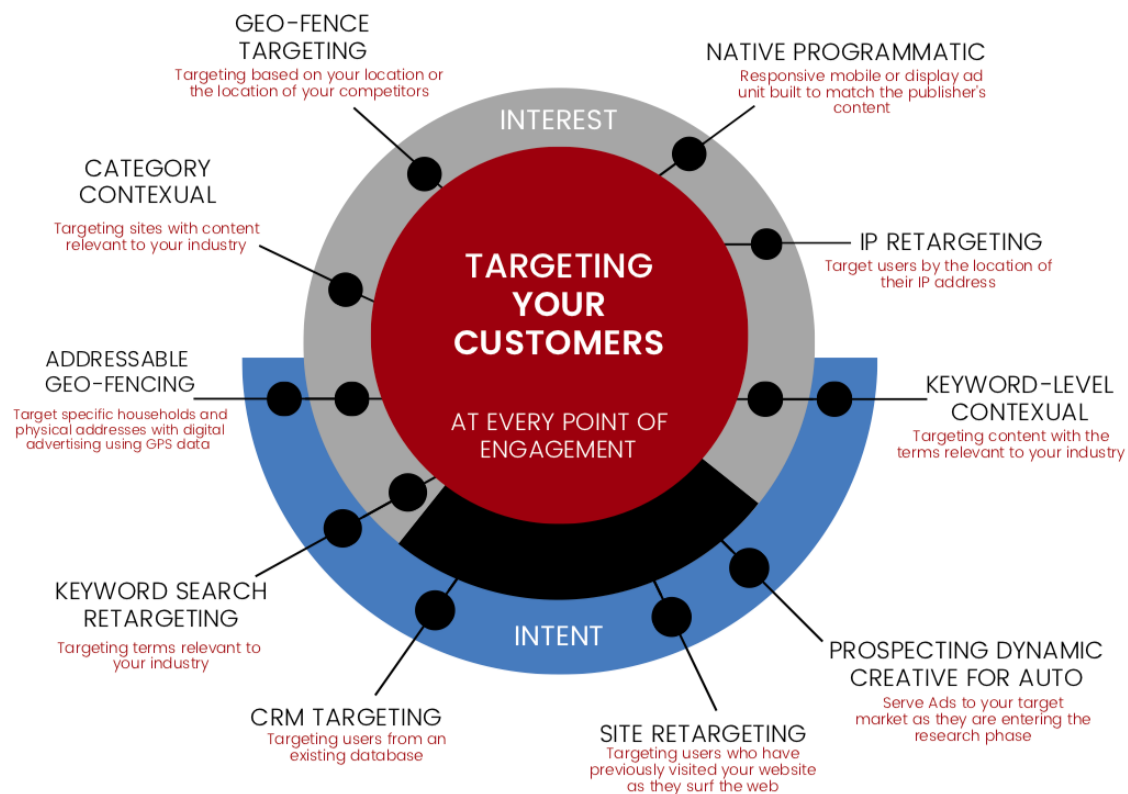 GEO-FENCE
TARGETING
Targeting based on your location or
the location of your competitors
NATIVE PROGRAMMATIC
Responsive mobile or display ad
unit built to match the publisher's
content
INTEREST
CATEGORY
CONTEXUAL
Targeting sites with content
relevant to your industry
IP RETARGETING
Target users by the location of
their IP address
TARGETING
YOUR
CUSTOMERS
AT EVERY POINT OF
ENGAGEMENT
ADDRESSABLE
GEO-FENCING
Target specific households and
physical addresses with digital
advertising using GPS data
KEYWORD-LEVEL
CONTEXUAL
Targeting content with the
terms relevant to your industry
KEYWORD SEARCH
RETARGETING
Targeting terms relevant to
your industry
INTENT
PROSPECTING DYNAMIC
CREATIVE FOR AUTO
Serve Ads to your target
market as they are entering the
research phase
CRM TARGETING
Targeting users from an
existing database
SITE RETARGETING
Targeting users who have
previously visited your website
as they surf the web